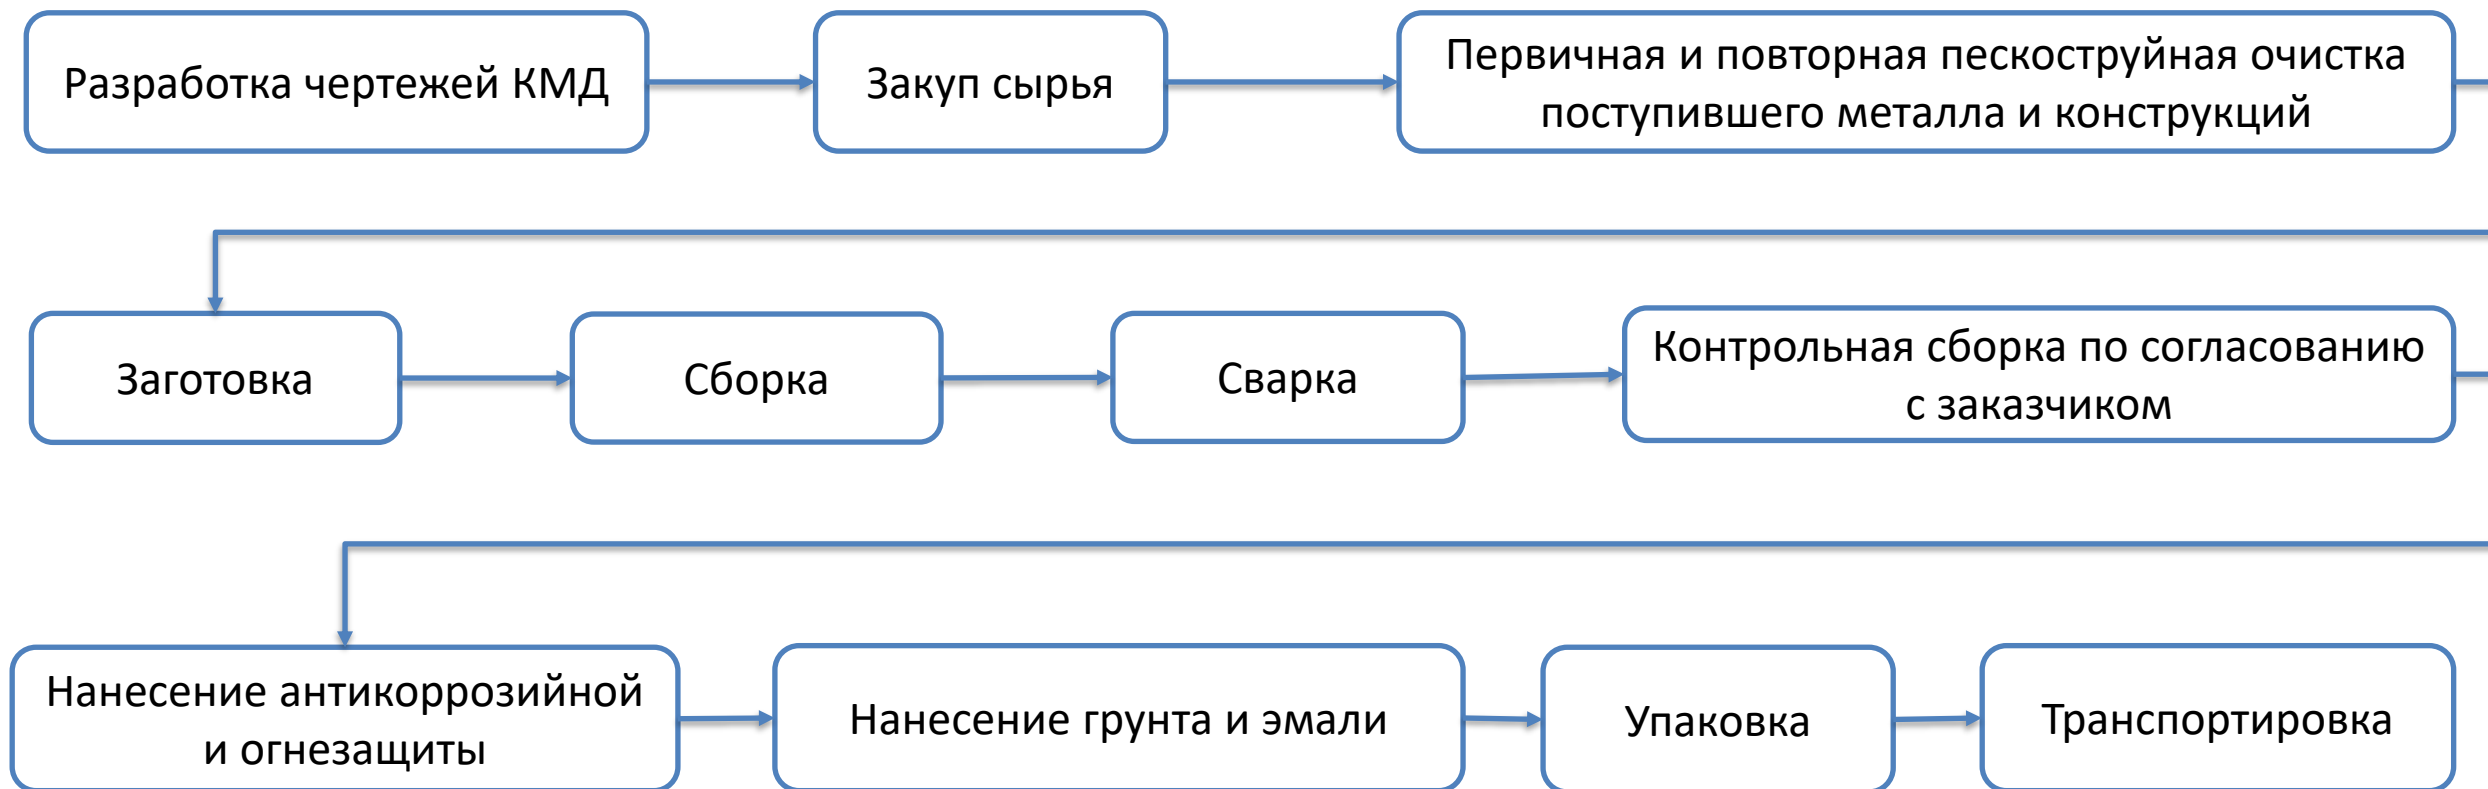 Разработка чертежей КМД
Закуп сырья
Первичная и повторная пескоструйная очистка
поступившего металла и конструкций
Заготовка
Сборка
Сварка
Контрольная сборка по согласованию
с заказчиком
Нанесение антикоррозийной
и огнезащиты
Нанесение грунта и эмали
Упаковка
Транспортировка